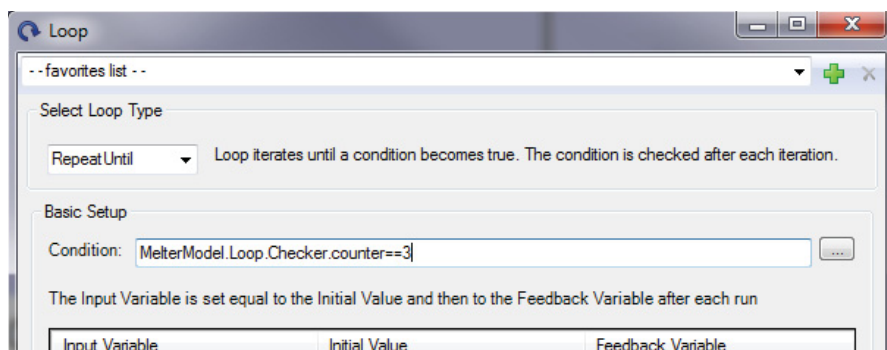 Loop
--favorites list--
Select Loop Type
RepeatUntil
Loop iterates until a condition becomes true. The condition is checked after each iteration.
Basic Setup
Condition:
MelterModel.Loop.Checker.counter==3
...
The Input Variable is set equal to the Initial Value and then to the Feedback Variable after each run
Input Variable
Initial Value
Feedback Variable